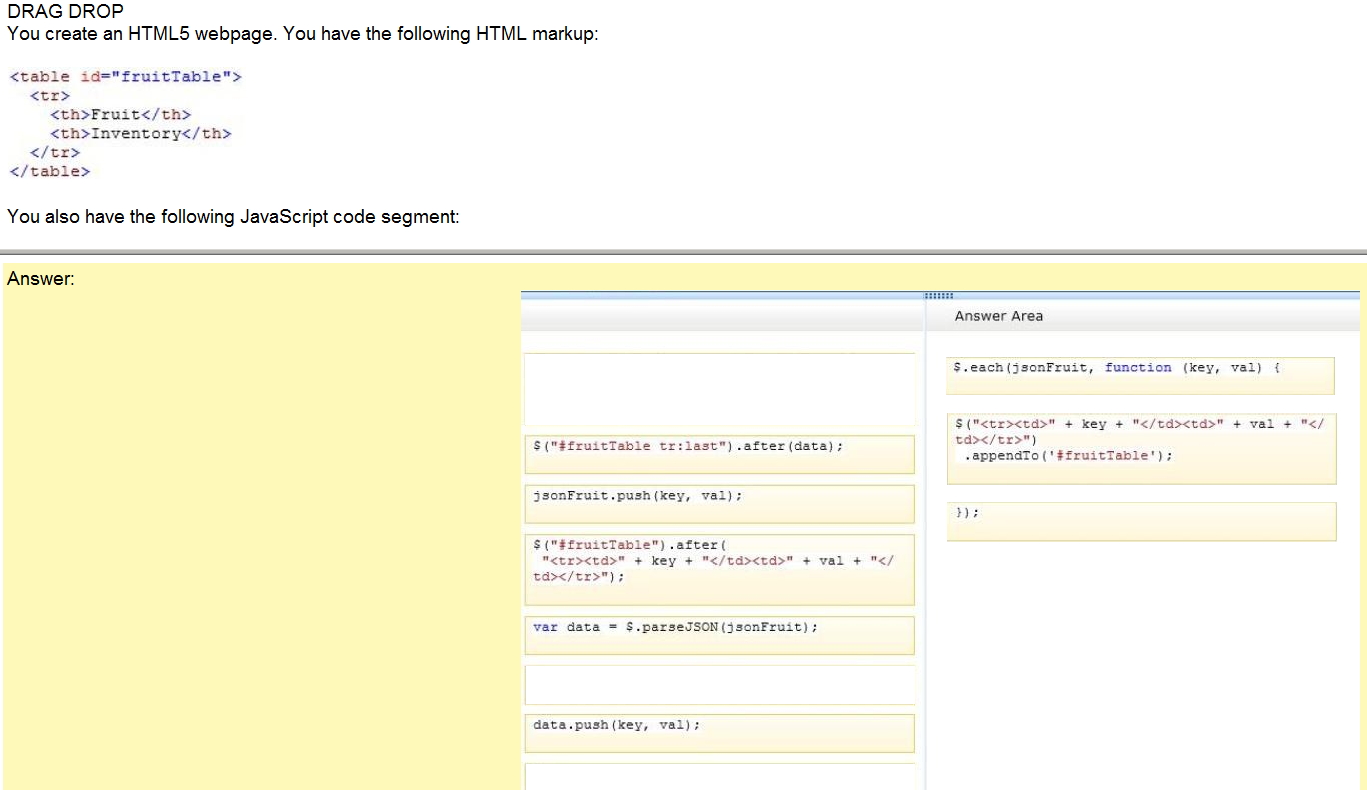 DRAG DROP
You create an HTML5 webpage. You have the following HTML markup:
<table id="fruitTable">
<tr>
<th>Fruit</th>
<th>Inventory</th>
</tr>
</table>
You also have the following JavaScript code segment:
Answer:
Answer Area
$("#fruitTable tr:last").after(data);
jsonFruit.push(key, val);
$("#fruitTable").after(
"<tr><td>" + key + "</td><td>" + val + "</
td></tr>");
var data = $.parseJSON(jsonFruit);
data.push(key, val);
$.each(jsonFruit, function (key, val) {
$("<tr><td>" + key + "</td><td>" + val + "</
td></tr>")
.appendTo('#fruitTable');
});